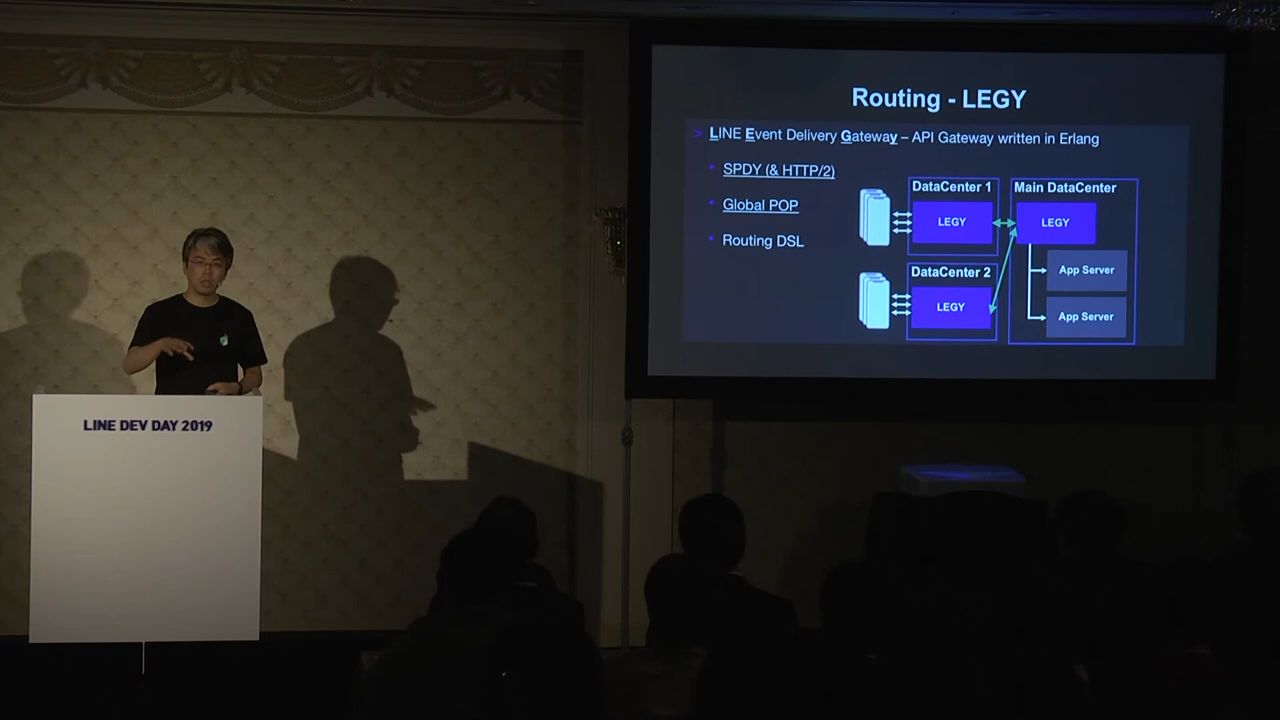 Routing - LEGY
> LINE Event Delivery Gateway – API Gateway written in Erlang
• SPDY (& HTTP/2)
• Global POP
• Routing DSL
DataCenter 1
LEGY
DataCenter 2
LEGY
Main DataCenter
LEGY
App Server
App Server
LINE DEV DAY 2019